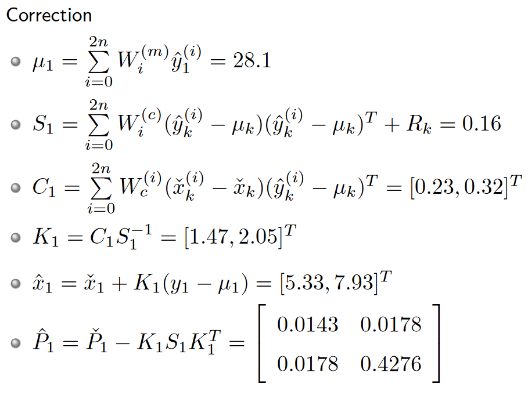 Correction
μ₁ = ∑_{i=0}^{2n} W_i^{(m)} ŷ_1^{(i)} = 28.1
S₁ = ∑_{i=0}^{2n} W_i^{(c)} (ŷ_k^{(i)} − μ_k)(ŷ_k^{(i)} − μ_k)^T + R_k = 0.16
C₁ = ∑_{i=0}^{2n} W_c^{(i)} (x̌_k^{(i)} − x̌_k)(ŷ_k^{(i)} − μ_k)^T = [0.23, 0.32]^T
K₁ = C₁S₁^{−1} = [1.47, 2.05]^T
x̂₁ = x̌₁ + K₁(y₁ − μ₁) = [5.33, 7.93]^T
P̂₁ = P̌₁ − K₁S₁K₁^T = [ 0.0143 0.0178
0.0178 0.4276 ]